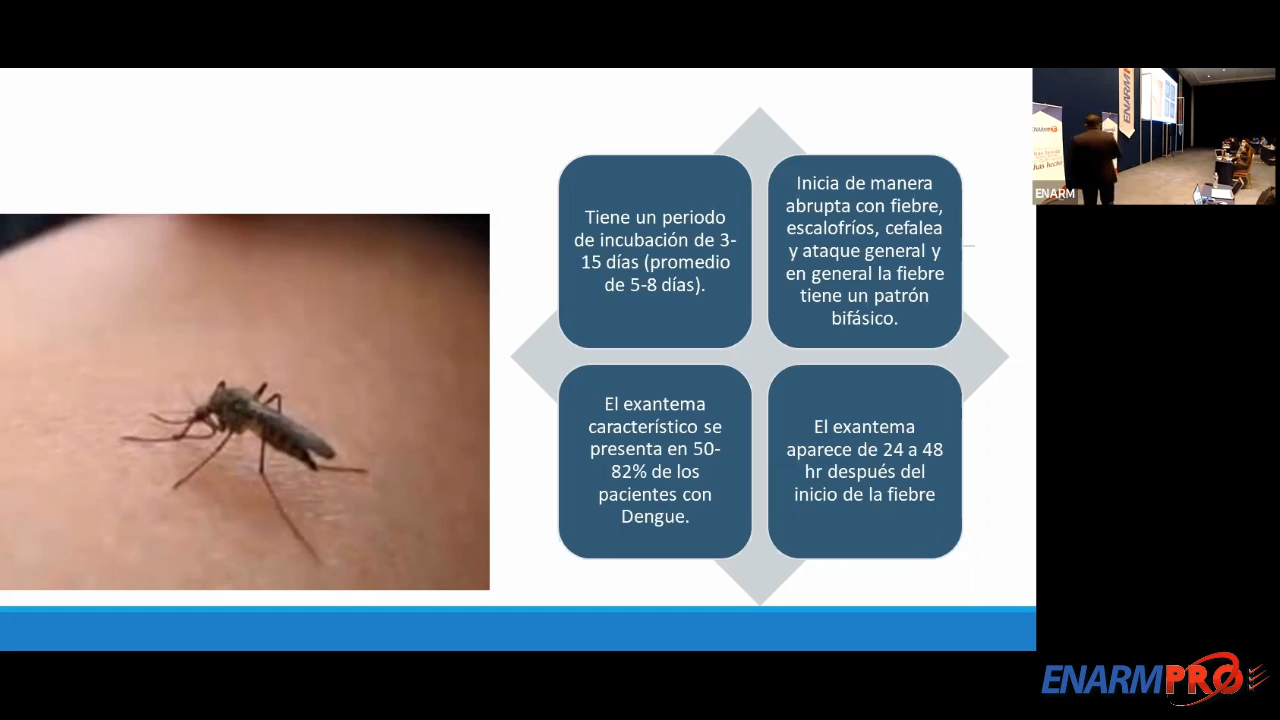 Tiene un periodo
de incubación de 3-
15 días (promedio
de 5-8 días).
Inicia de manera
abrupta con fiebre,
escalofríos, cefalea
y ataque general y
en general la fiebre
tiene un patrón
bifásico.
El exantema
característico se
presenta en 50-
82% de los
pacientes con
Dengue.
El exantema
aparece de 24 a 48
hr después del
inicio de la fiebre
ENARM
ENARMPRO